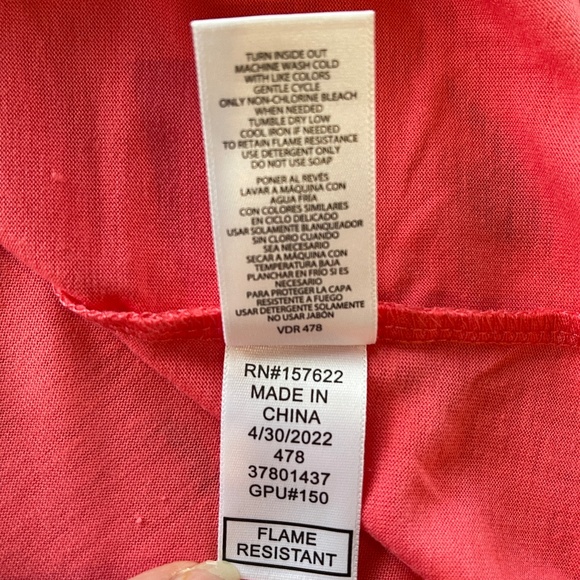 TURN INSIDE OUT
MACHINE WASH COLD
WITH LIKE COLORS
GENTLE CYCLE
ONLY NON-CHLORINE BLEACH
WHEN NEEDED
TUMBLE DRY LOW
COOL IRON IF NEEDED
TO RETAIN FLAME RESISTANCE
USE DETERGENT ONLY
DO NOT USE SOAP
PONER AL REVÉS
LAVAR A MÁQUINA CON
AGUA FRÍA
CON COLORES SIMILARES
EN CICLO DELICADO
USAR SOLAMENTE BLANQUEADOR
SIN CLORO CUANDO
SEA NECESARIO
SECAR A MÁQUINA CON
TEMPERATURA BAJA
PLANCHAR EN FRÍO SI ES
NECESARIO
PARA PROTEGER LA CAPA
RESISTENTE A FUEGO
USAR DETERGENTE SOLAMENTE
NO USAR JABÓN
VDR 478
RN#157622
MADE IN
CHINA
4/30/2022
478
37801437
GPU#150
FLAME
RESISTANT